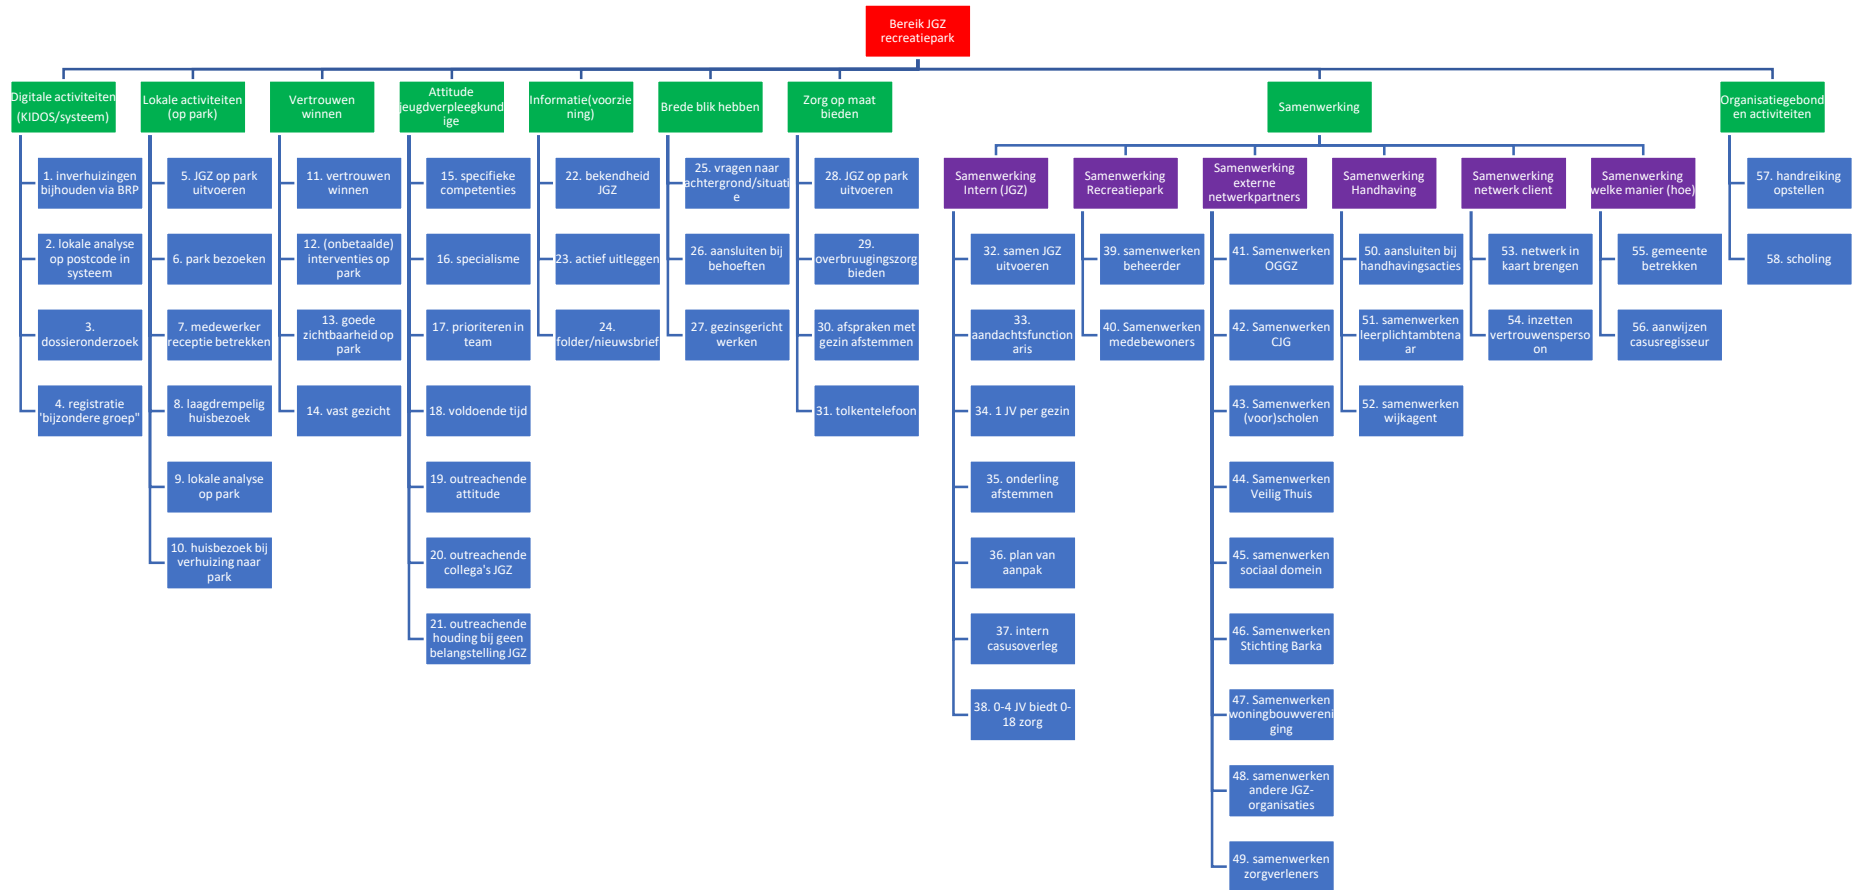 Bereik JGZ
recreatiepark
Digitale activiteiten
(KIDOS/systeem)
Lokale activiteiten
(op park)
Vertrouwen
winnen
Attitude
jeugdverpleegkund
ige
Informatie(voorzie
ning)
Brede blik hebben
Zorg op maat
bieden
Samenwerking
Organisatiegebond
en activiteiten
1. inverhuizingen
bijhouden via BRP
2. lokale analyse
op postcode in
systeem
3.
dossieronderzoek
4. registratie
'bijzondere groep"
5. JGZ op park
uitvoeren
6. park bezoeken
7. medewerker
receptie betrekken
8. laagdrempelig
huisbezoek
9. lokale analyse
op park
10. huisbezoek bij
verhuizing naar
park
11. vertrouwen
winnen
12. (onbetaalde)
interventies op
park
13. goede
zichtbaarheid op
park
14. vast gezicht
15. specifieke
competenties
16. specialisme
17. prioriteren in
team
18. voldoende tijd
19. outreachende
attitude
20. outreachende
collega's JGZ
21. outreachende
houding bij geen
belangstelling JGZ
22. bekendheid
JGZ
23. actief uitleggen
24.
folder/nieuwsbrief
25. vragen naar
achtergrond/situati
e
26. aansluiten bij
behoeften
27. gezinsgericht
werken
28. JGZ op park
uitvoeren
29.
overbruugingszorg
bieden
30. afspraken met
gezin afstemmen
31. tolkentelefoon
Samenwerking
Intern (JGZ)
Samenwerking
Recreatiepark
Samenwerking
externe
netwerkpartners
Samenwerking
Handhaving
Samenwerking
netwerk client
Samenwerking
welke manier (hoe)
32. samen JGZ
uitvoeren
33.
aandachtsfunction
aris
34. 1 JV per gezin
35. onderling
afstemmen
36. plan van
aanpak
37. intern
casusoverleg
38. 0-4 JV biedt 0-
18 zorg
39. samenwerken
beheerder
40. Samenwerken
medebewoners
41. Samenwerken
OGGZ
42. Samenwerken
CJG
43. Samenwerken
(voor)scholen
44. Samenwerken
Veilig Thuis
45. samenwerken
sociaal domein
46. Samenwerken
Stichting Barka
47. Samenwerken
woningbouwvereni
ging
48. samenwerken
andere JGZ-
organisaties
49. samenwerken
zorgverleners
50. aansluiten bij
handhavingsacties
51. samenwerken
leerplichtambtena
ar
52. samenwerken
wijkagent
53. netwerk in
kaart brengen
54. inzetten
vertrouwensperso
on
55. gemeente
betrekken
56. aanwijzen
casusregisseur
57. handreiking
opstellen
58. scholing